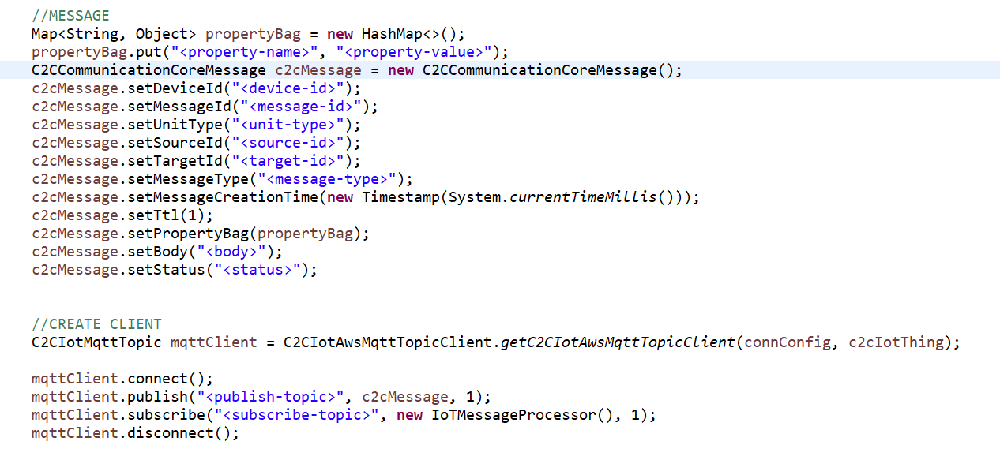 //MESSAGE
Map<String, Object> propertyBag = new HashMap<>();
propertyBag.put("<property-name>", "<property-value>");
C2CCommunicationCoreMessage c2cMessage = new C2CCommunicationCoreMessage();
c2cMessage.setDeviceId("<device-id>");
c2cMessage.setMessageId("<message-id>");
c2cMessage.setUnitType("<unit-type>");
c2cMessage.setSourceId("<source-id>");
c2cMessage.setTargetId("<target-id>");
c2cMessage.setMessageType("<message-type>");
c2cMessage.setMessageCreationTime(new Timestamp(System.currentTimeMillis()));
c2cMessage.setTtl(1);
c2cMessage.setPropertyBag(propertyBag);
c2cMessage.setBody("<body>");
c2cMessage.setStatus("<status>");
//CREATE CLIENT
C2CIotMqttTopic mqttClient = C2CIotAwsMqttTopicClient.getC2CIotAwsMqttTopicClient(connConfig, c2cIotThing);
mqttClient.connect();
mqttClient.publish("<publish-topic>", c2cMessage, 1);
mqttClient.subscribe("<subscribe-topic>", new IoTMessageProcessor(), 1);
mqttClient.disconnect();